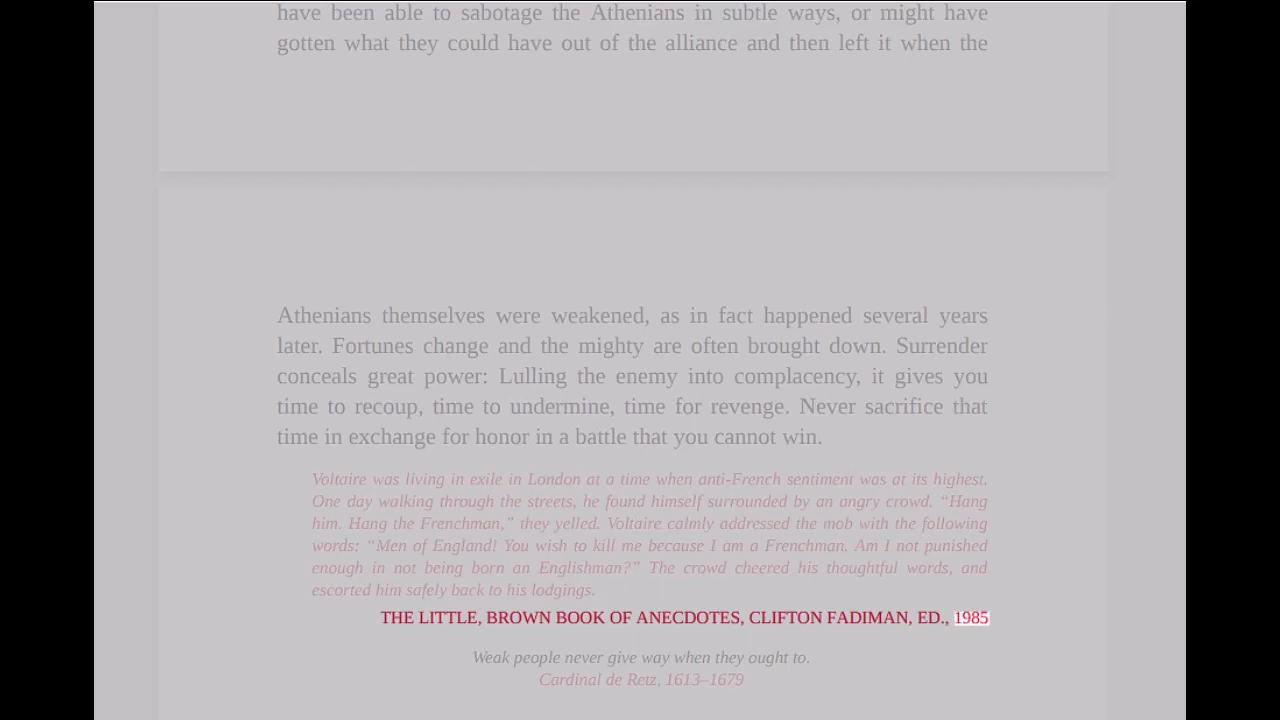 have been able to sabotage the Athenians in subtle ways, or might have
gotten what they could have out of the alliance and then left it when the
Athenians themselves were weakened, as in fact happened several years
later. Fortunes change and the mighty are often brought down. Surrender
conceals great power: Lulling the enemy into complacency, it gives you
time to recoup, time to undermine, time for revenge. Never sacrifice that
time in exchange for honor in a battle that you cannot win.
Voltaire was living in exile in London at a time when anti-French sentiment was at its highest.
One day walking through the streets, he found himself surrounded by an angry crowd. “Hang
him. Hang the Frenchman,” they yelled. Voltaire calmly addressed the mob with the following
words: “Men of England! You wish to kill me because I am a Frenchman. Am I not punished
enough in not being born an Englishman?” The crowd cheered his thoughtful words, and
escorted him safely back to his lodgings.
THE LITTLE, BROWN BOOK OF ANECDOTES, CLIFTON FADIMAN, ED., 1985
Weak people never give way when they ought to.
Cardinal de Retz, 1613–1679